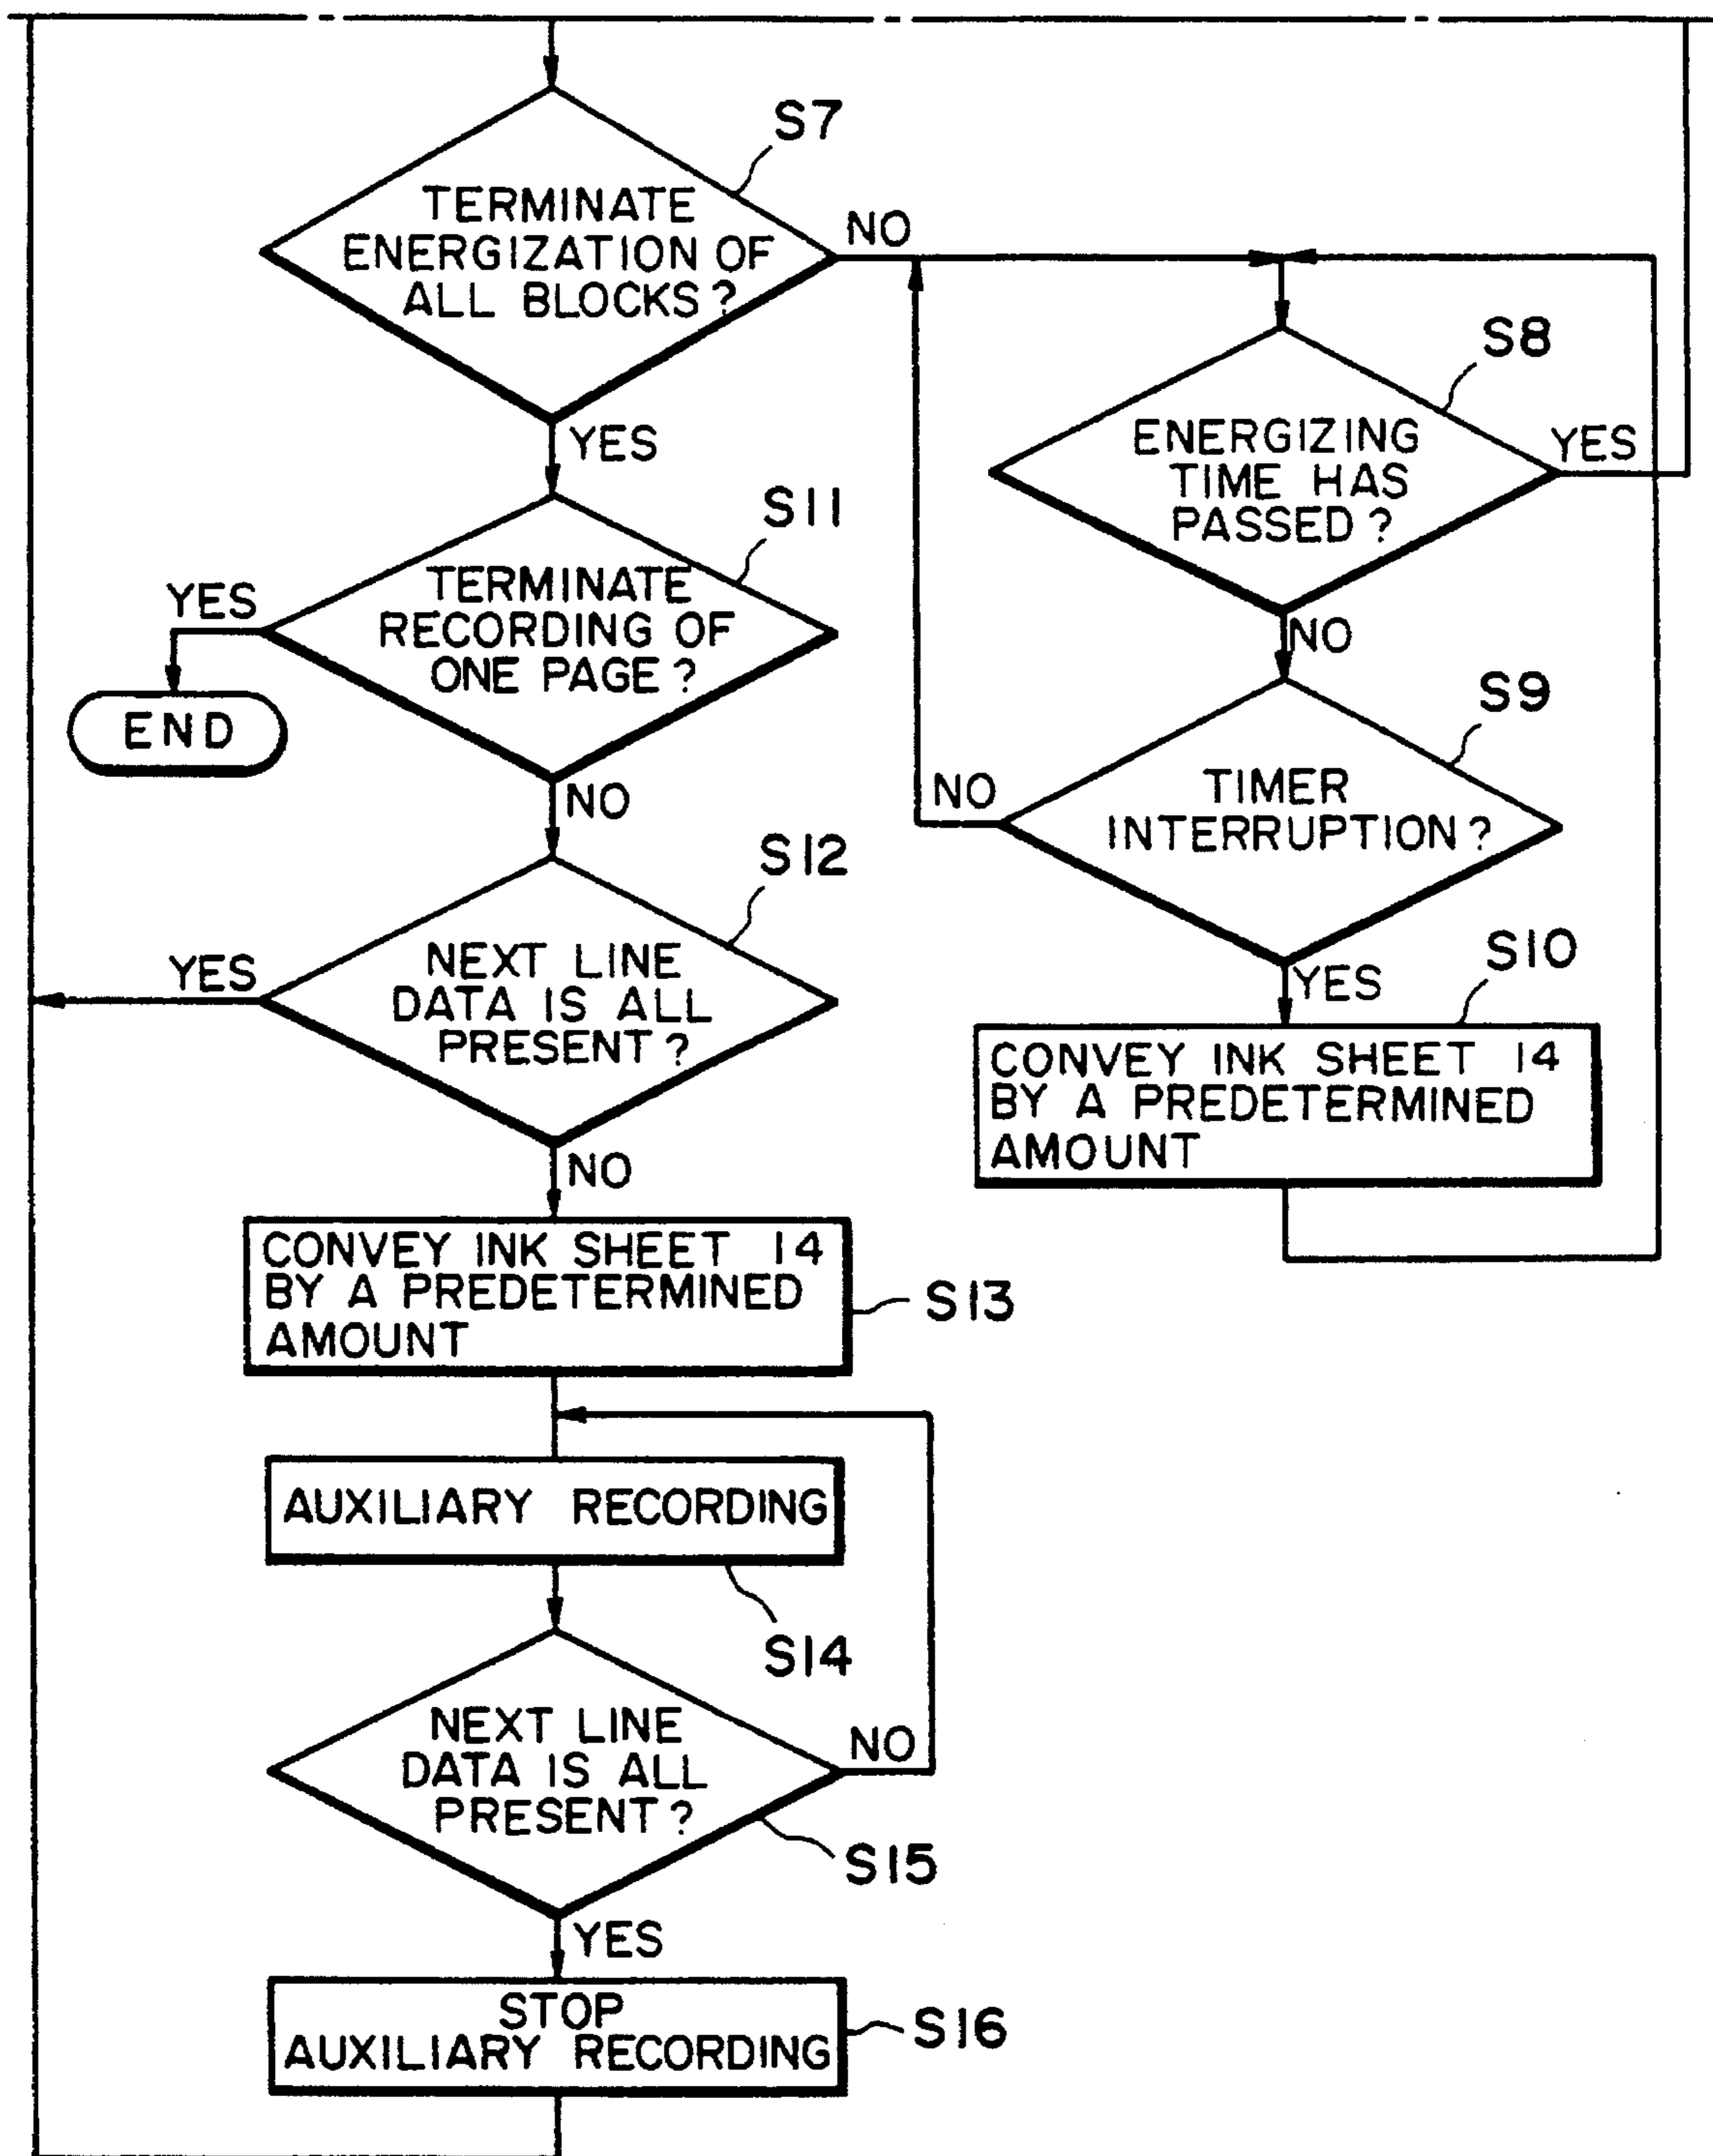 S7
TERMINATE
ENERGIZATION OF
ALL BLOCKS?
NO
YES
S8
ENERGIZING
TIME HAS
PASSED?
YES
NO
S11
TERMINATE
RECORDING OF
ONE PAGE?
YES
END
NO
S9
TIMER
INTERRUPTION?
NO
YES
S12
NEXT LINE
DATA IS ALL
PRESENT?
YES
NO
S10
CONVEY INK SHEET 14
BY A PREDETERMINED
AMOUNT
CONVEY INK SHEET 14
BY A PREDETERMINED
AMOUNT
S13
AUXILIARY RECORDING
S14
NEXT LINE
DATA IS ALL
PRESENT?
NO
S15
YES
STOP
AUXILIARY RECORDING
S16